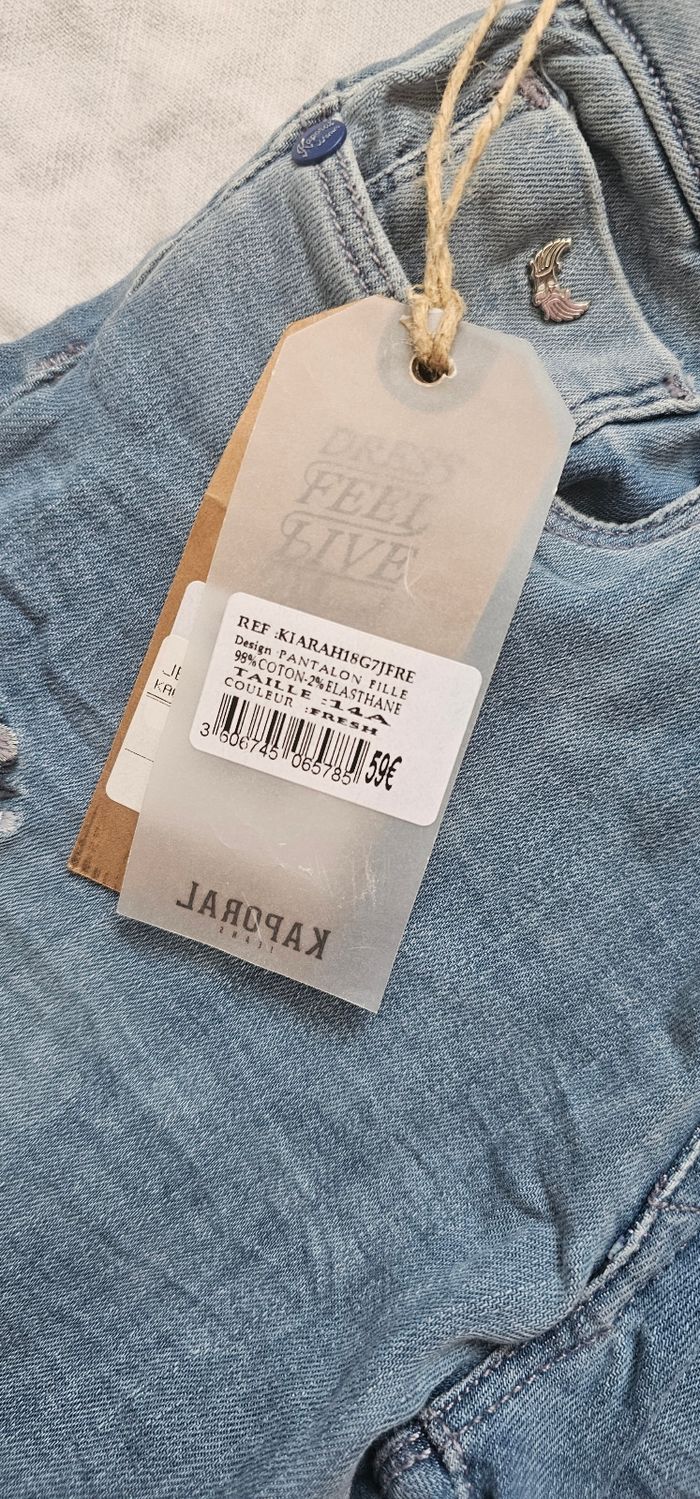 DRESS
FEEL
LIVE
REF :KIARAH18G7JFRE
Design :PANTALON FILLE
98%COTON-2%ELASTHANE
TAILLE :14A
COULEUR :FRESH
3 606745 065785
59€
KAPORAL
JEANS